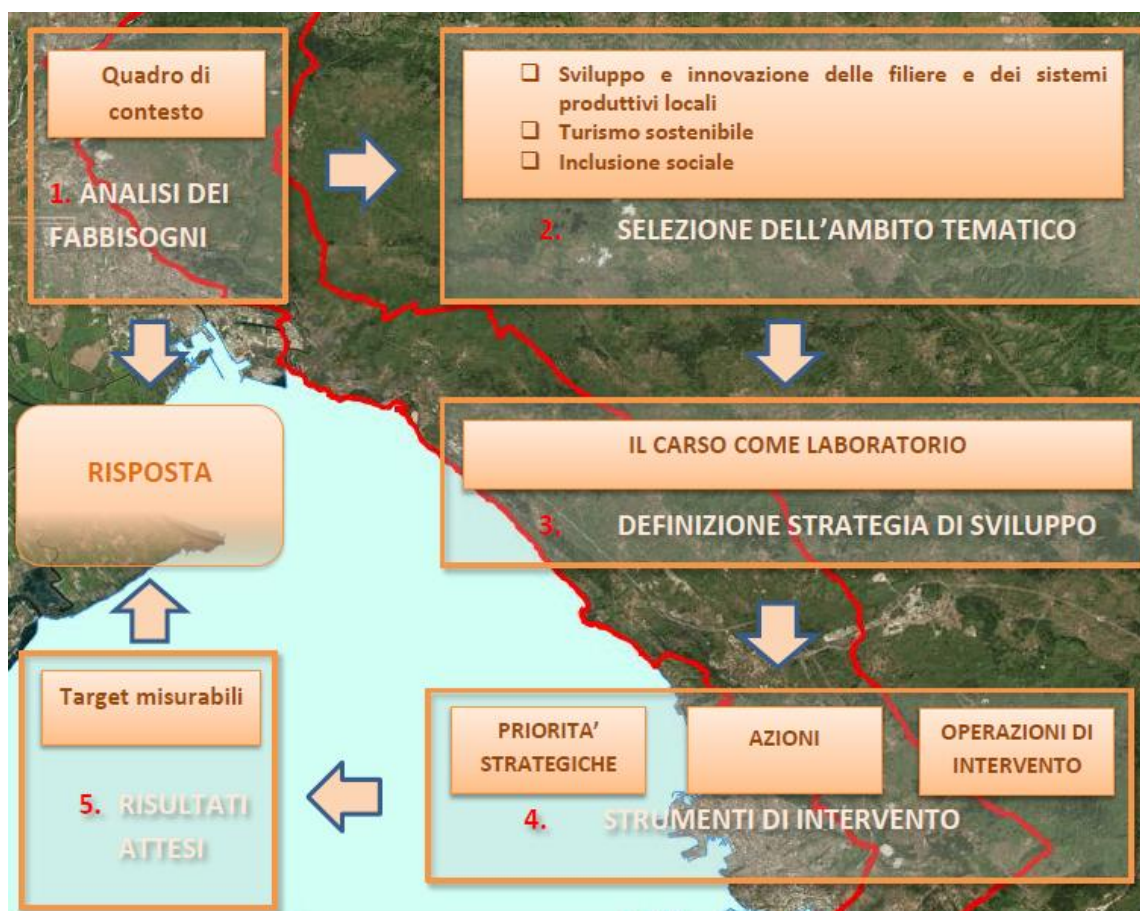 Quadro di
contesto
1. ANALISI DEI
FABBISOGNI
❑ Sviluppo e innovazione delle filiere e dei sistemi
produttivi locali
❑ Turismo sostenibile
❑ Inclusione sociale
2. SELEZIONE DELL’AMBITO TEMATICO
IL CARSO COME LABORATORIO
3. DEFINIZIONE STRATEGIA DI SVILUPPO
PRIORITA’
STRATEGICHE
AZIONI
OPERAZIONI DI
INTERVENTO
4. STRUMENTI DI INTERVENTO
Target misurabili
5. RISULTATI
ATTESI
RISPOSTA